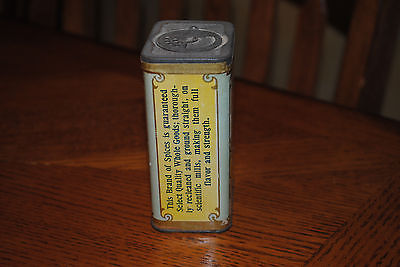 This Brand of Spices is guaranteed
Select Quality Whole Goods; thorough-
ly recleaned and ground straight, on
scientific mills, making them full
flavor and strength.